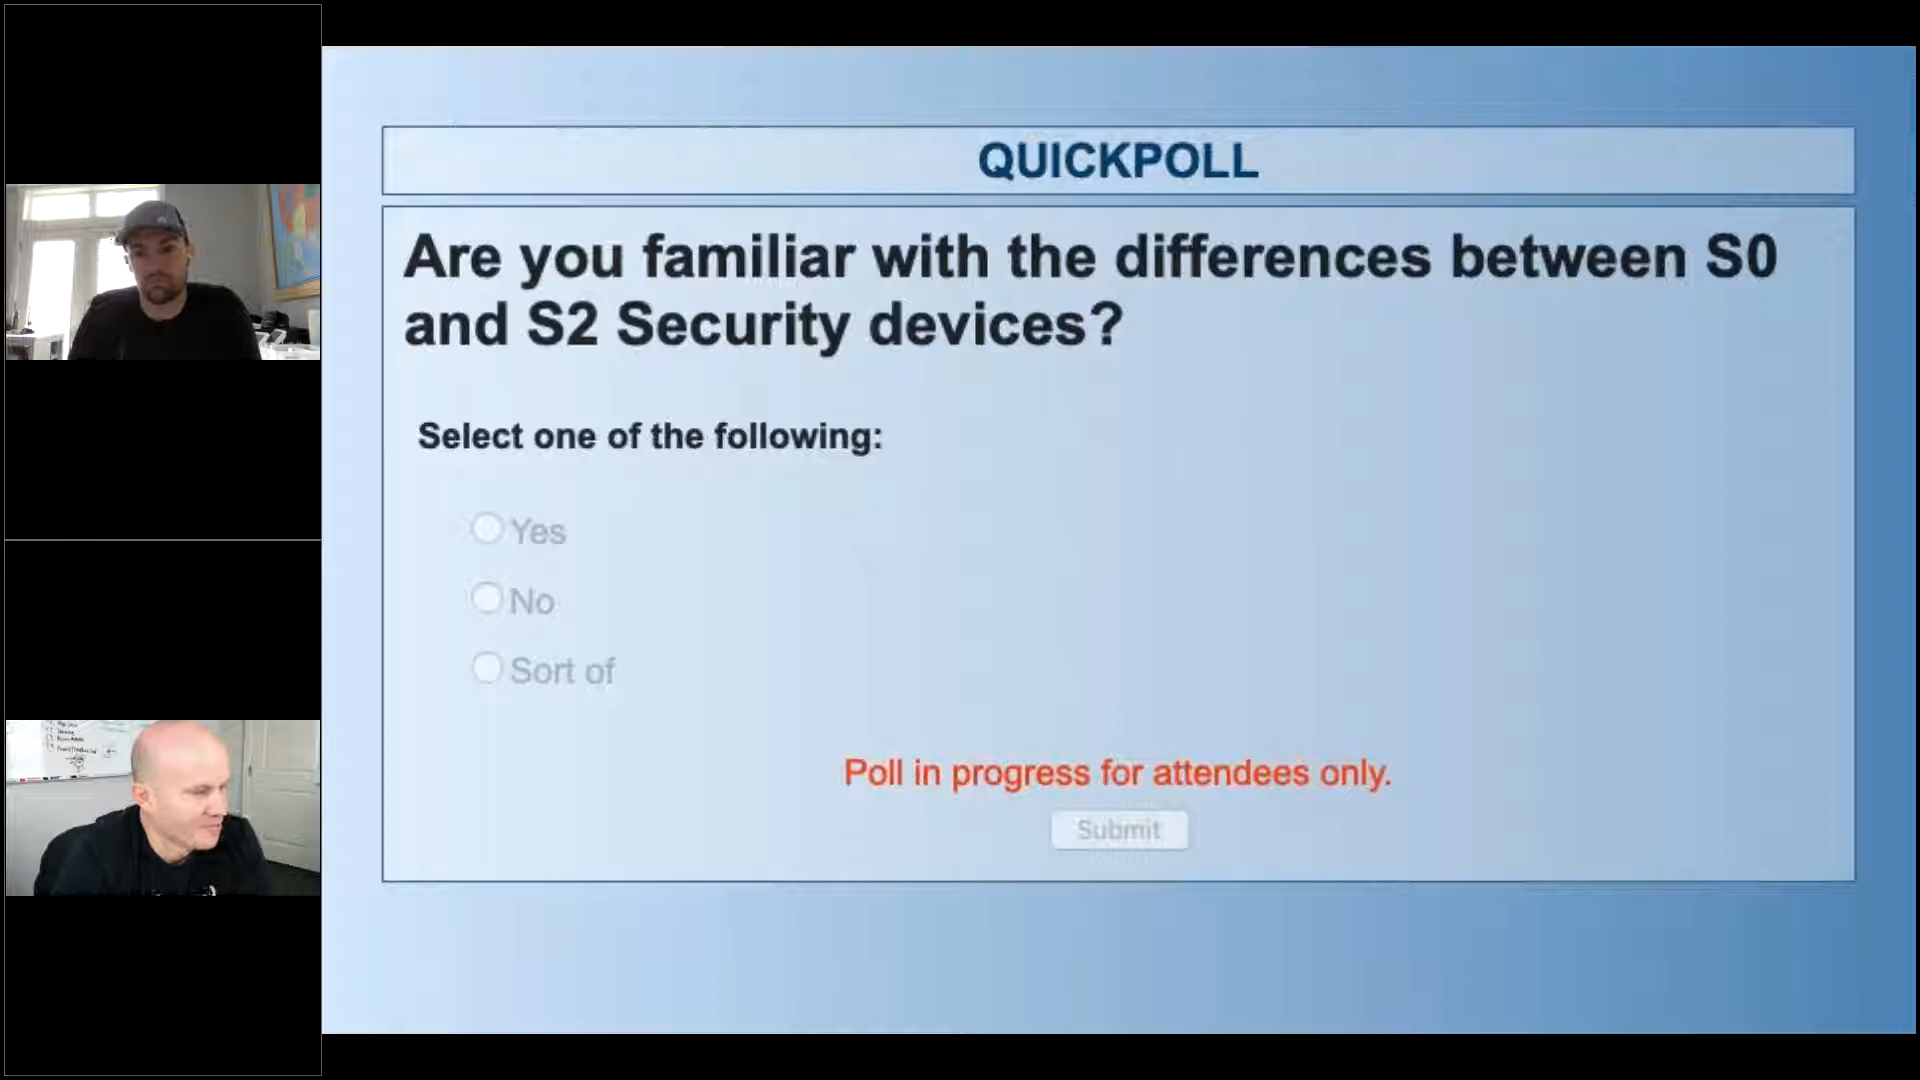 QUICKPOLL
Are you familiar with the differences between S0
and S2 Security devices?
Select one of the following:
Yes
No
Sort of
Poll in progress for attendees only.
Submit